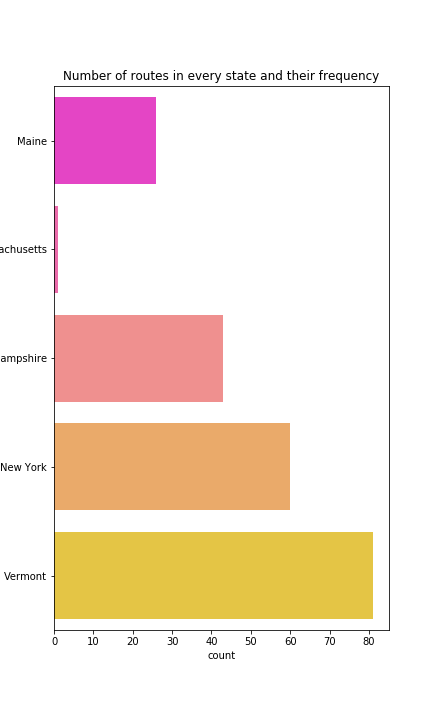 Number of routes in every state and their frequency
Maine
achusetts
ampshire
New York
Vermont
0 10 20 30 40 50 60 70 80
count